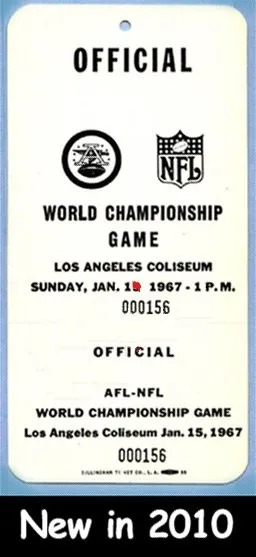 OFFICIAL
NFL
WORLD CHAMPIONSHIP
GAME
LOS ANGELES COLISEUM
SUNDAY, JAN. 15 1967 - 1 P.M.
000156
OFFICIAL
AFL-NFL
WORLD CHAMPIONSHIP GAME
Los Angeles Coliseum Jan. 15, 1967
000156
New in 2010